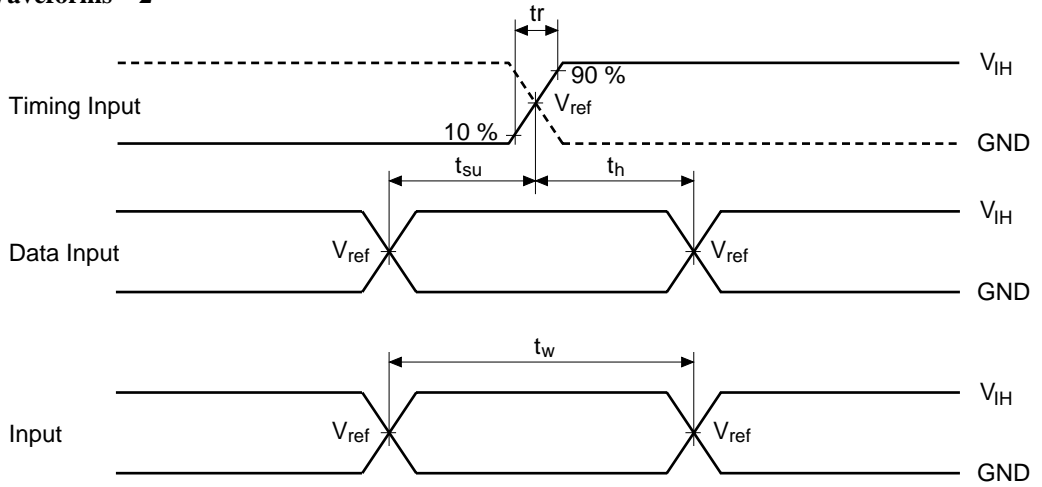 tr
V_IH
90 %
Timing Input
V_ref
10 %
GND
t_su
t_h
V_IH
Data Input
V_ref
V_ref
GND
t_w
V_IH
Input
V_ref
V_ref
GND